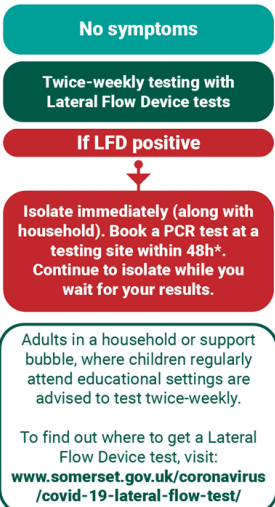 No symptoms
Twice-weekly testing with
Lateral Flow Device tests
If LFD positive
Isolate immediately (along with
household). Book a PCR test at a
testing site within 48h*.
Continue to isolate while you
wait for your results.
Adults in a household or support
bubble, where children regularly
attend educational settings are
advised to test twice-weekly.
To find out where to get a Lateral
Flow Device test, visit:
www.somerset.gov.uk/coronavirus
/covid-19-lateral-flow-test/